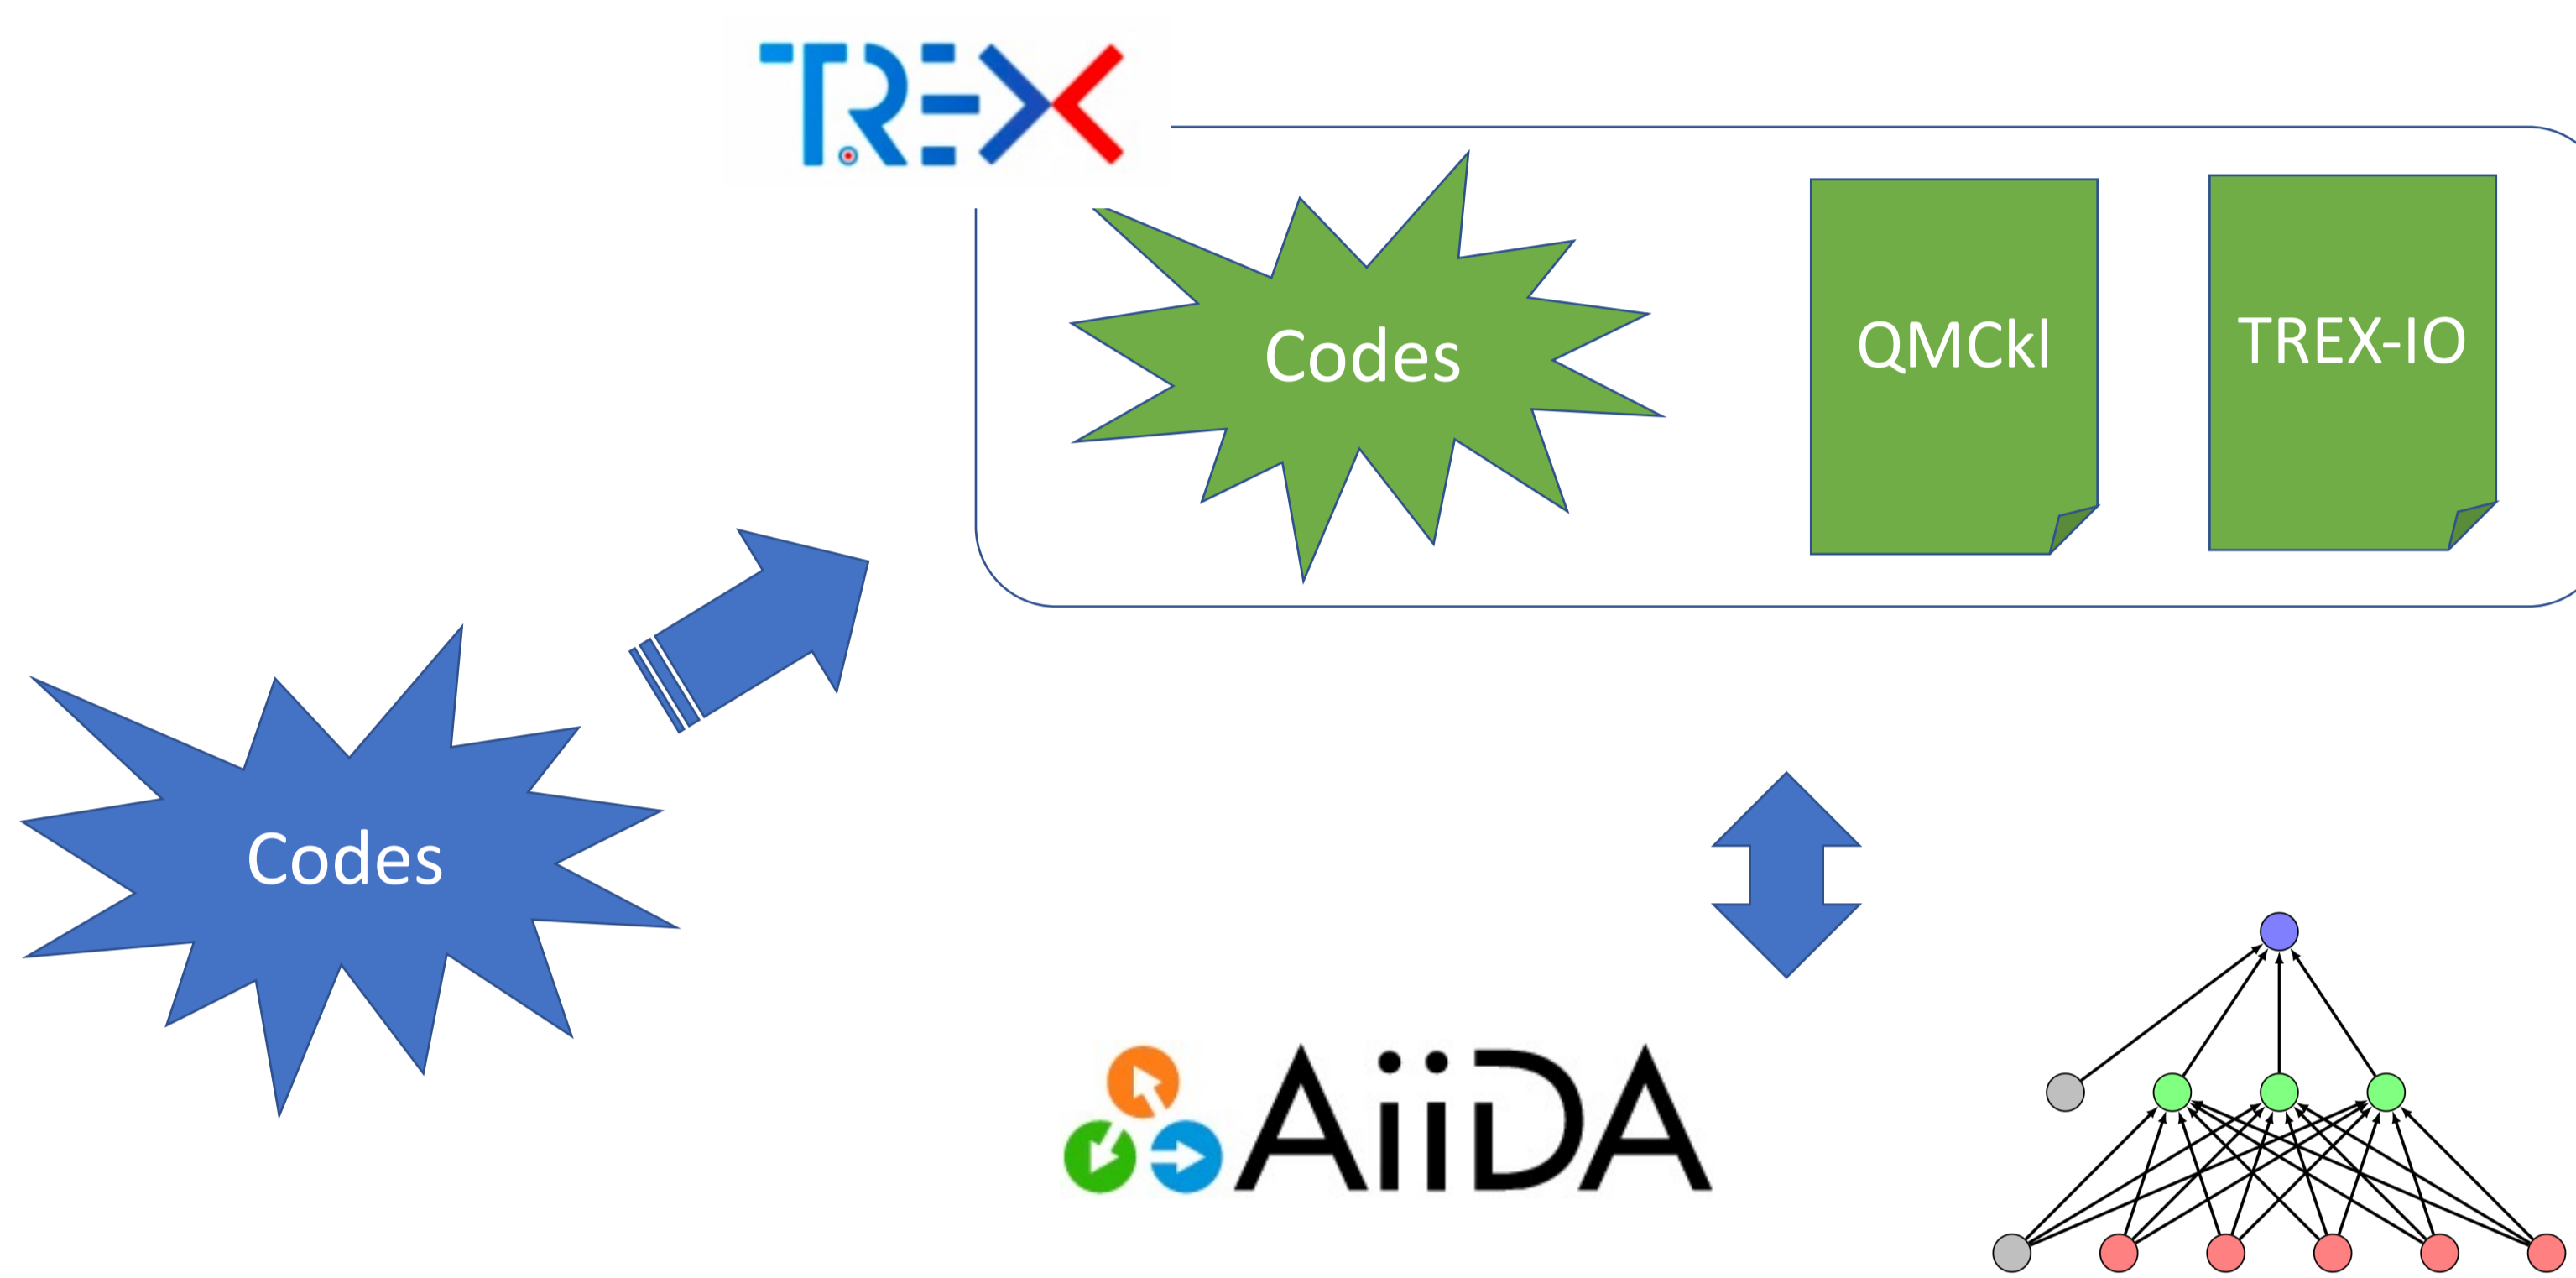 TREX
Codes
QMCkl
TREX-IO
Codes
AiiDA